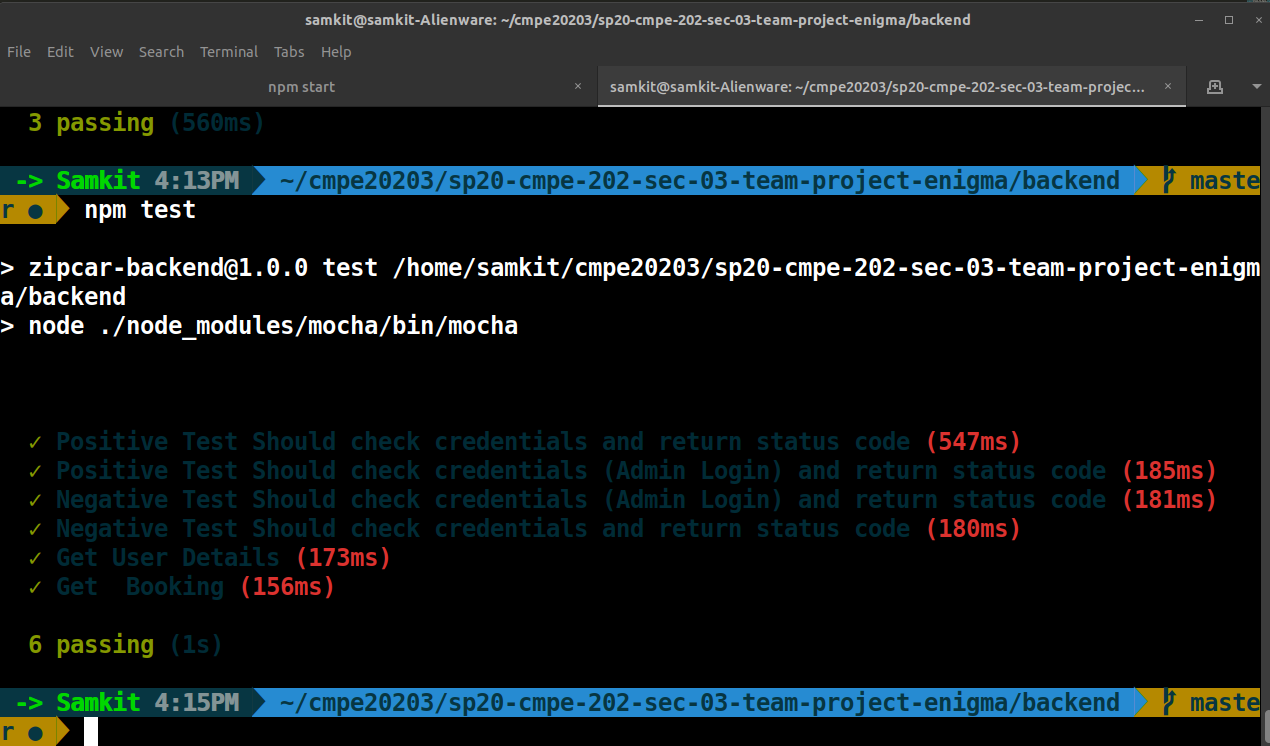 samkit@samkit-Alienware: ~/cmpe20203/sp20-cmpe-202-sec-03-team-project-enigma/backend
File Edit View Search Terminal Tabs Help
npm start × samkit@samkit-Alienware: ~/cmpe20203/sp20-cmpe-202-sec-03-team-projec... ×
3 passing (560ms)
-> Samkit 4:13PM ~/cmpe20203/sp20-cmpe-202-sec-03-team-project-enigma/backend maste
r ● npm test
> zipcar-backend@1.0.0 test /home/samkit/cmpe20203/sp20-cmpe-202-sec-03-team-project-enigm
a/backend
> node ./node_modules/mocha/bin/mocha
✓ Positive Test Should check credentials and return status code (547ms)
✓ Positive Test Should check credentials (Admin Login) and return status code (185ms)
✓ Negative Test Should check credentials (Admin Login) and return status code (181ms)
✓ Negative Test Should check credentials and return status code (180ms)
✓ Get User Details (173ms)
✓ Get  Booking (156ms)
6 passing (1s)
-> Samkit 4:15PM ~/cmpe20203/sp20-cmpe-202-sec-03-team-project-enigma/backend maste
r ●